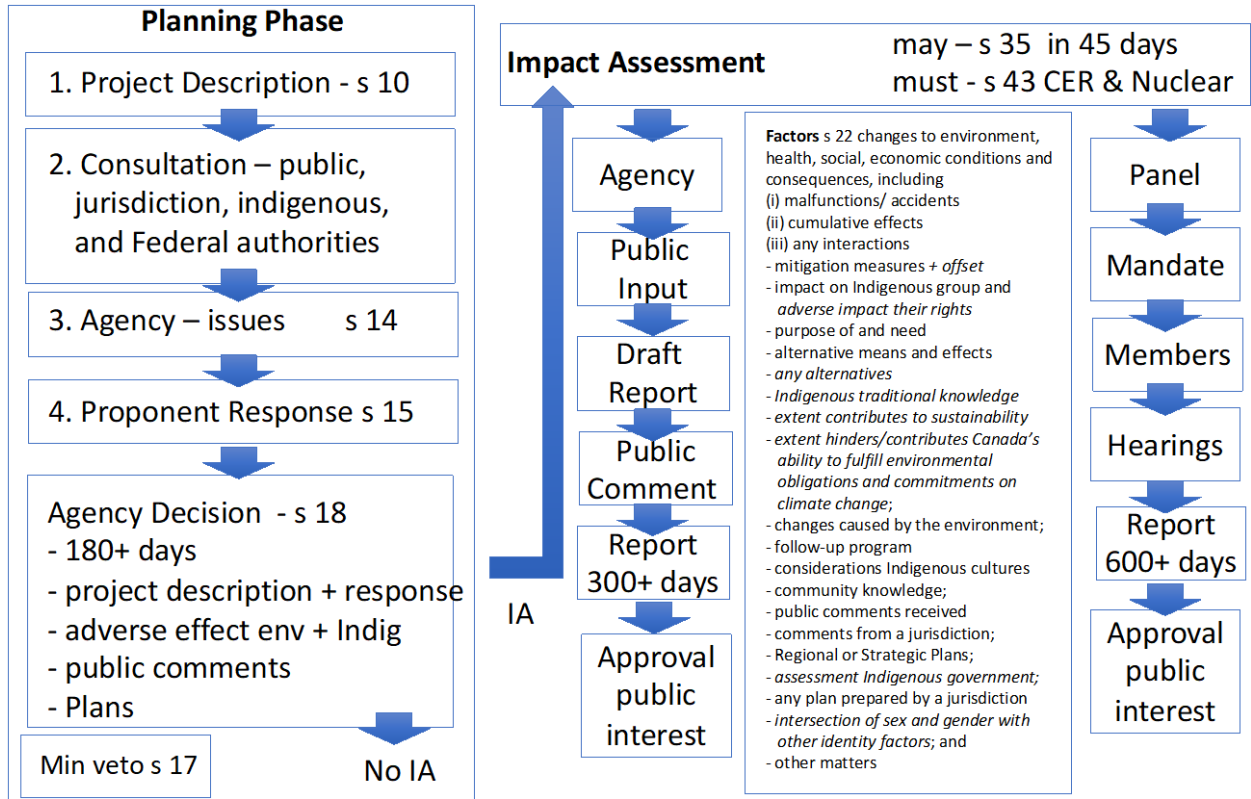 Planning Phase
1. Project Description - s 10
2. Consultation – public,
jurisdiction, indigenous,
and Federal authorities
3. Agency – issues s 14
4. Proponent Response s 15
Agency Decision - s 18
- 180+ days
- project description + response
- adverse effect env + Indig
- public comments
- Plans
Min veto s 17
No IA
IA
Impact Assessment
may – s 35 in 45 days
must - s 43 CER & Nuclear
Agency
Public
Input
Draft
Report
Public
Comment
Report
300+ days
Approval
public
interest
Factors s 22 changes to environment,
health, social, economic conditions and
consequences, including
(i) malfunctions/ accidents
(ii) cumulative effects
(iii) any interactions
- mitigation measures + offset
- impact on Indigenous group and
adverse impact their rights
- purpose of and need
- alternative means and effects
- any alternatives
- Indigenous traditional knowledge
- extent contributes to sustainability
- extent hinders/contributes Canada's
ability to fulfill environmental
obligations and commitments on
climate change;
- changes caused by the environment;
- follow-up program
- considerations Indigenous cultures
- community knowledge;
- public comments received
- comments from a jurisdiction;
- Regional or Strategic Plans;
- assessment Indigenous government;
- any plan prepared by a jurisdiction
- intersection of sex and gender with
other identity factors; and
- other matters
Panel
Mandate
Members
Hearings
Report
600+ days
Approval
public
interest